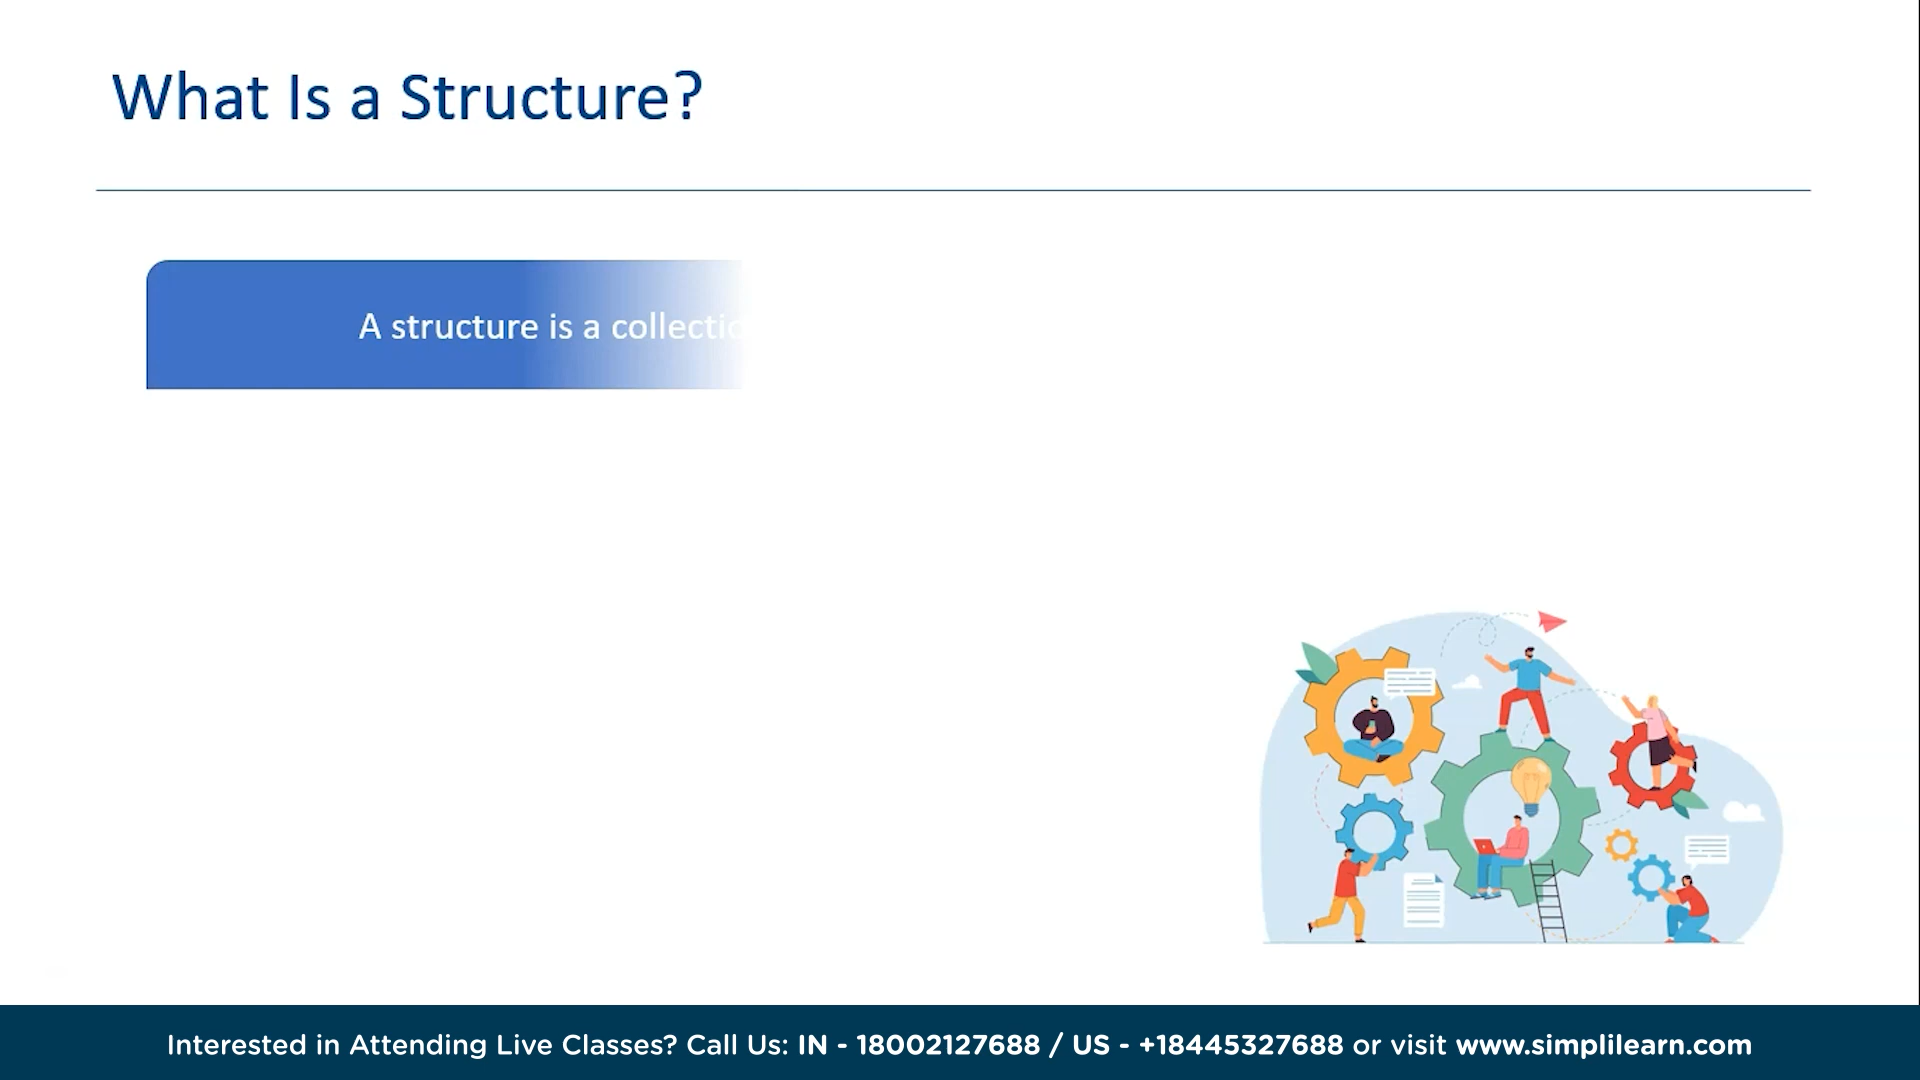 What Is a Structure?
A structure is a collectio
Interested in Attending Live Classes? Call Us: IN - 18002127688 / US - +18445327688 or visit www.simplilearn.com